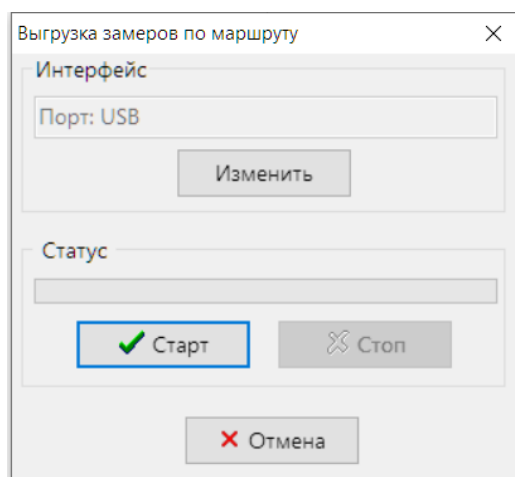 Выгрузка замеров по маршруту
Интерфейс
Порт: USB
Изменить
Статус
Старт
Стоп
Отмена